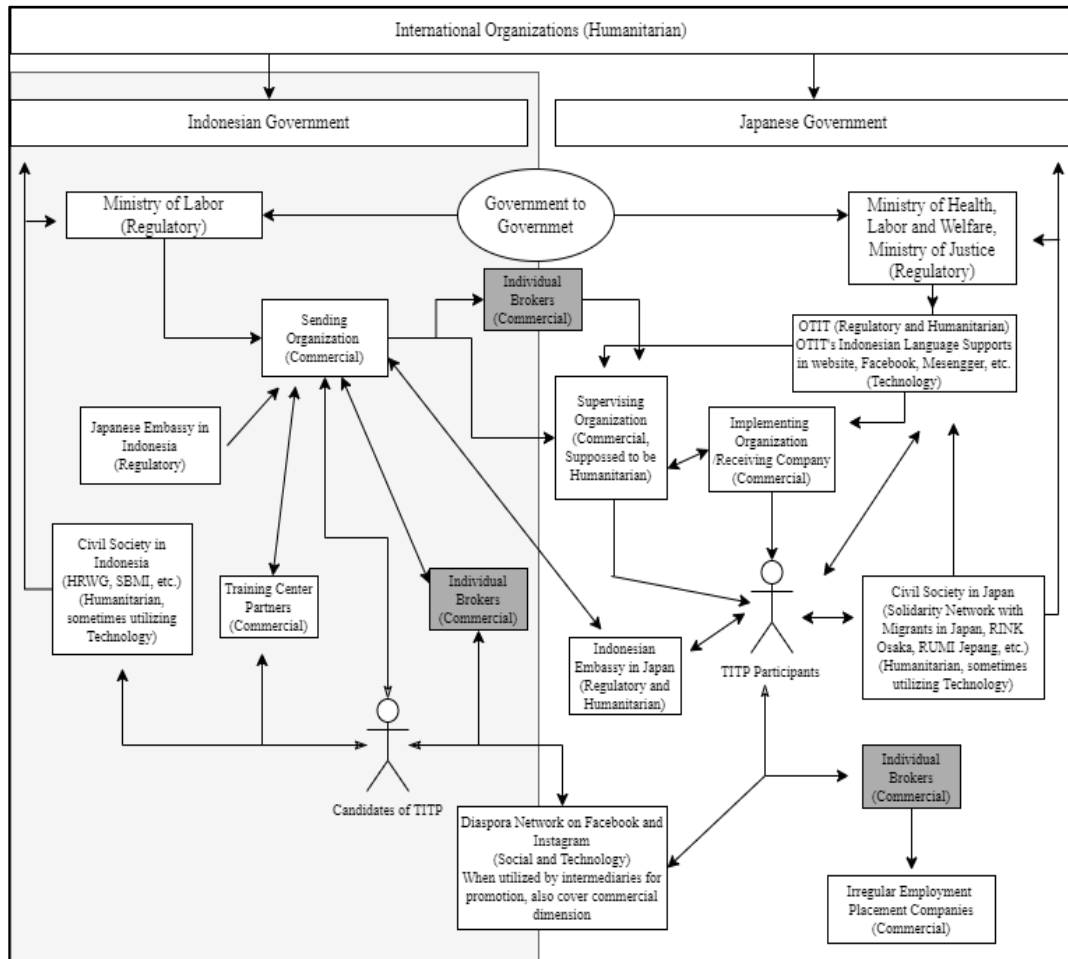 International Organizations (Humanitarian)
Indonesian Government
Japanese Government
Ministry of Labor
(Regulatory)
Government to
Governmet
Ministry of Health,
Labor and Welfare,
Ministry of Justice
(Regulatory)
Individual
Brokers
(Commercial)
Sending
Organization
(Commercial)
OTIT (Regulatory and Humanitarian)
OTIT's Indonesian Language Supports
in website, Facebook, Mesengger, etc.
(Technology)
Japanese Embassy in
Indonesia
(Regulatory)
Supervising
Organization
(Commercial,
Suppossed to be
Humanitarian)
Implementing
Organization
/Receiving Company
(Commercial)
Civil Society in
Indonesia
(HRWG, SBMI, etc.)
(Humanitarian,
sometimes utilizing
Technology)
Training Center
Partners
(Commercial)
Individual
Brokers
(Commercial)
Indonesian
Embassy in Japan
(Regulatory and
Humanitarian)
TITP Participants
Civil Society in Japan
(Solidarity Network with
Migrants in Japan, RINK
Osaka, RUMI Jepang, etc.)
(Humanitarian, sometimes
utilizing Technology)
Candidates of TITP
Individual
Brokers
(Commercial)
Diaspora Network on Facebook and
Instagram
(Social and Technology)
When utilized by intermediaries for
promotion, also cover commercial
dimension
Irregular Employment
Placement Companies
(Commercial)